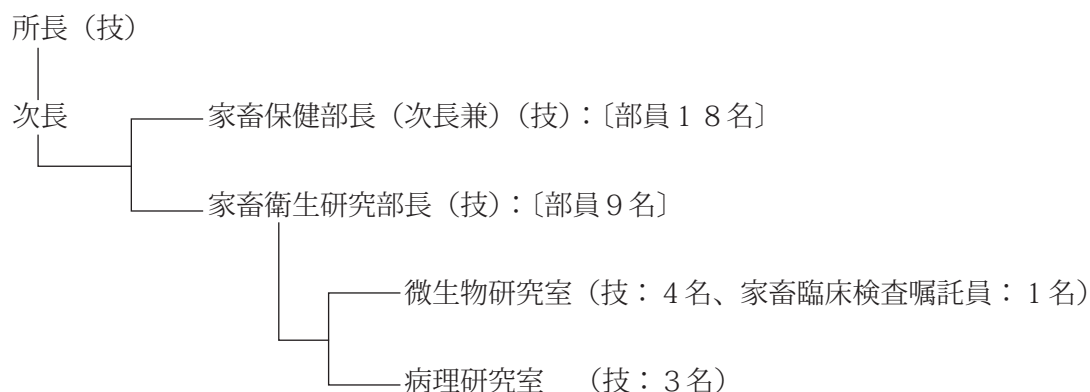 所長（技）
次長
家畜保健部長（次長兼）（技）：〔部員１８名〕
家畜衛生研究部長（技）：〔部員９名〕
微生物研究室（技：４名、家畜臨床検査嘱託員：１名）
病理研究室　（技：３名）